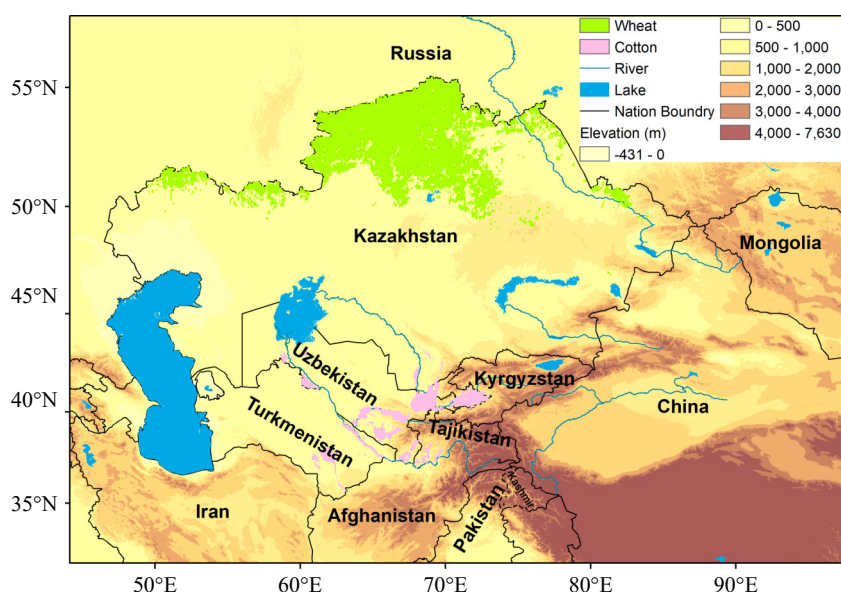 Wheat
Cotton
River
Lake
Nation Boundry
Elevation (m)
-431 - 0
0 - 500
500 - 1,000
1,000 - 2,000
2,000 - 3,000
3,000 - 4,000
4,000 - 7,630
Russia
Kazakhstan
Mongolia
Uzbekistan
Kyrgyzstan
China
Turkmenistan
Tajikistan
Iran
Afghanistan
Pakistan
Kashmir
55°N
50°N
45°N
40°N
35°N
50°E
60°E
70°E
80°E
90°E